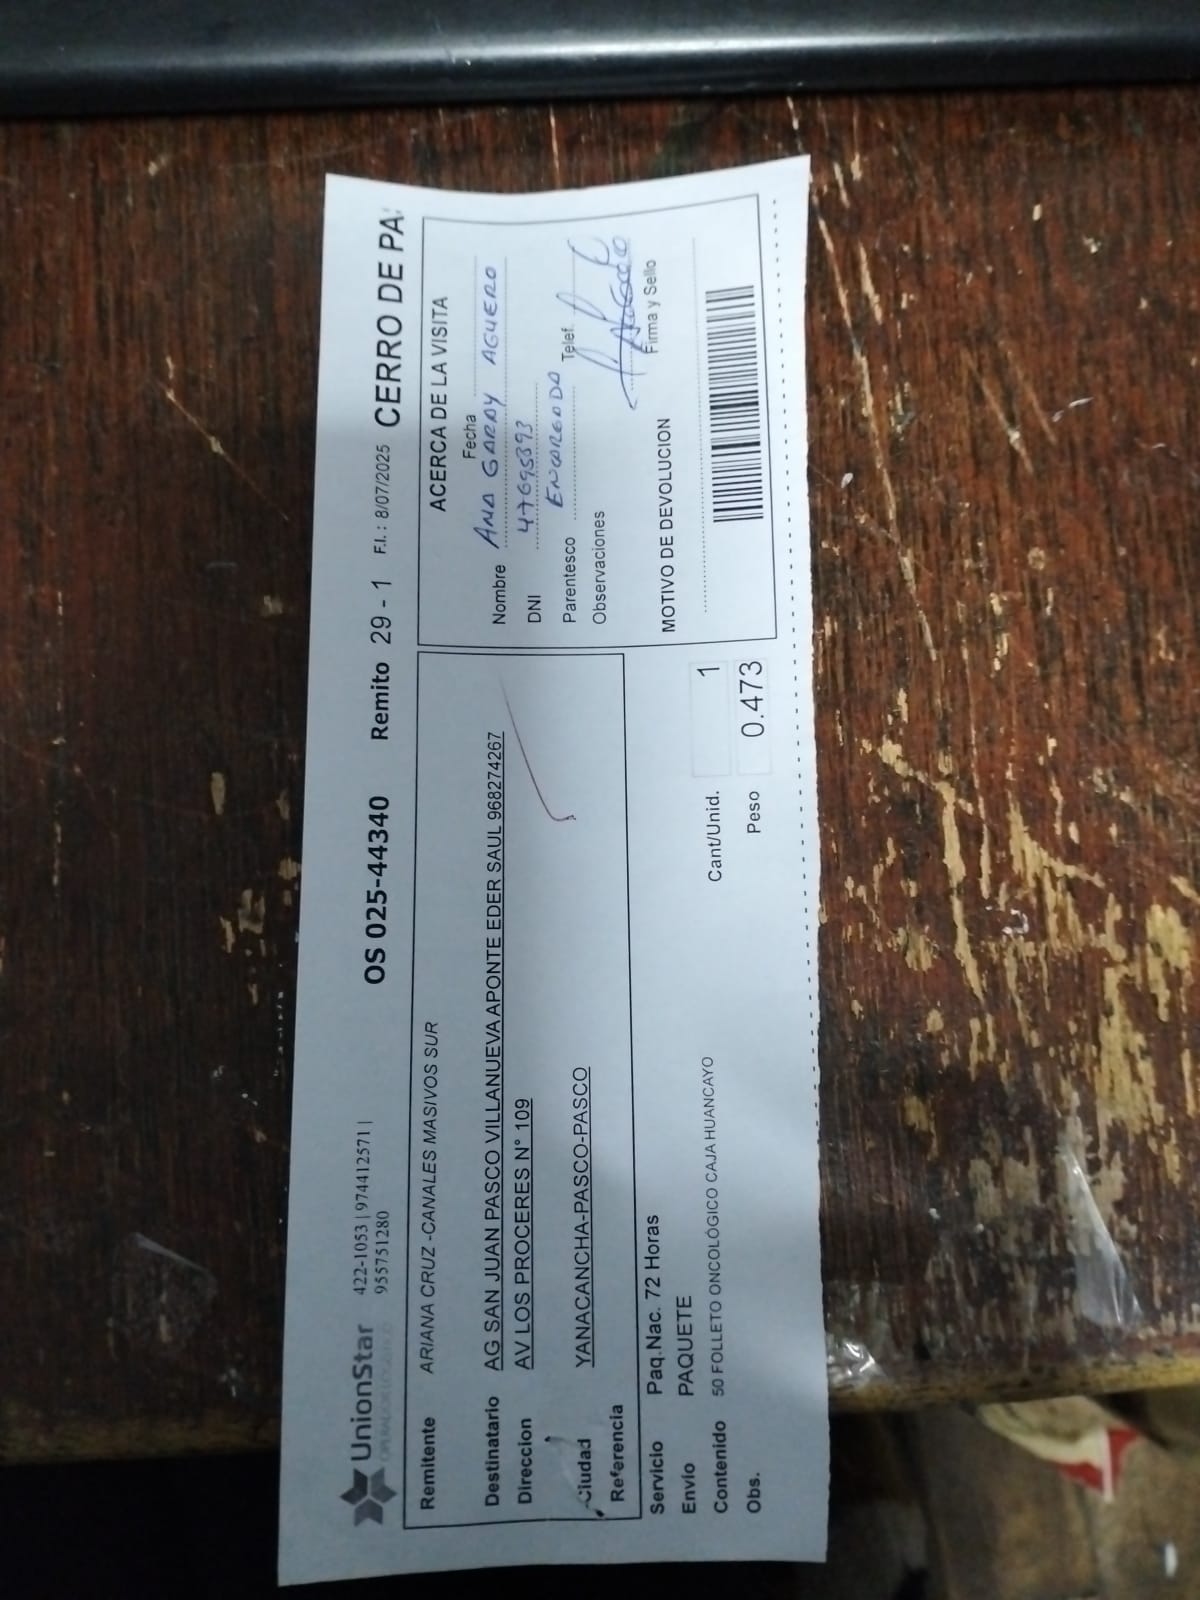 UnionStar
422-1053 | 974412571 |
955751280
OS 025-44340 Remito 29 - 1 F.I. : 8/07/2025 CERRO DE PA
Remitente ARIANA CRUZ -CANALES MASIVOS SUR
Destinatario AG SAN JUAN PASCO VILLANUEVA APONTE EDER SAUL 968274267
Direccion AV LOS PROCERES N° 109
Ciudad YANACANCHA-PASCO-PASCO
Referencia
Servicio Paq.Nac. 72 Horas
Envio PAQUETE
Contenido 50 FOLLETO ONCOLÓGICO CAJA HUANCAYO
Obs.
Cant/Unid. 1
Peso 0.473
ACERCA DE LA VISITA
Fecha
Nombre ANA GARAY AGUERO
DNI 47695393
Parentesco ENCARGADO Telef.
Observaciones
Firma y Sello
MOTIVO DE DEVOLUCION